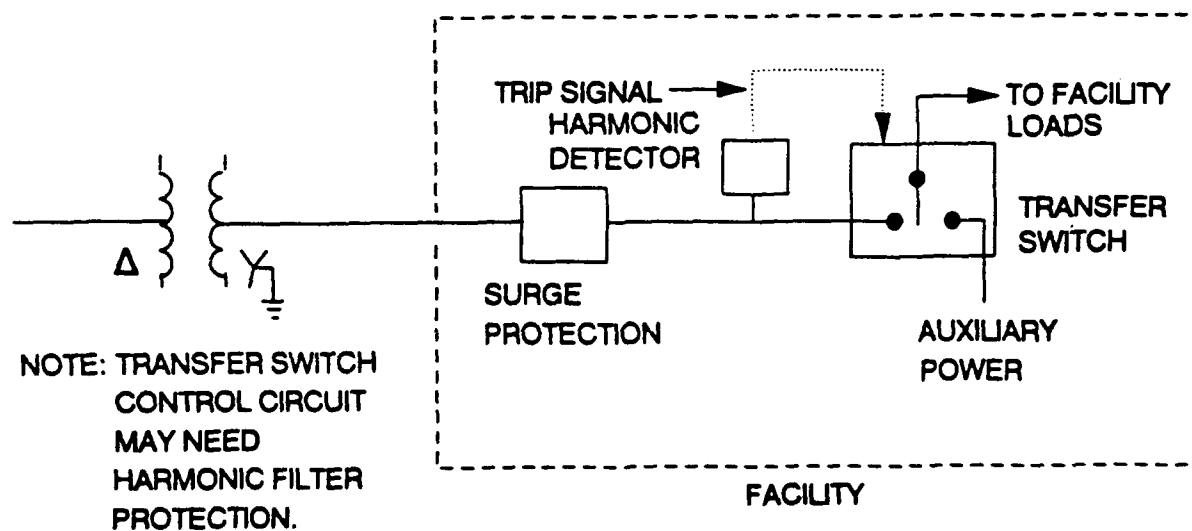 TRIP SIGNAL
HARMONIC
DETECTOR
TO FACILITY
LOADS
TRANSFER
SWITCH
Δ
SURGE
PROTECTION
AUXILIARY
POWER
NOTE: TRANSFER SWITCH
CONTROL CIRCUIT
MAY NEED
HARMONIC FILTER
PROTECTION.
FACILITY